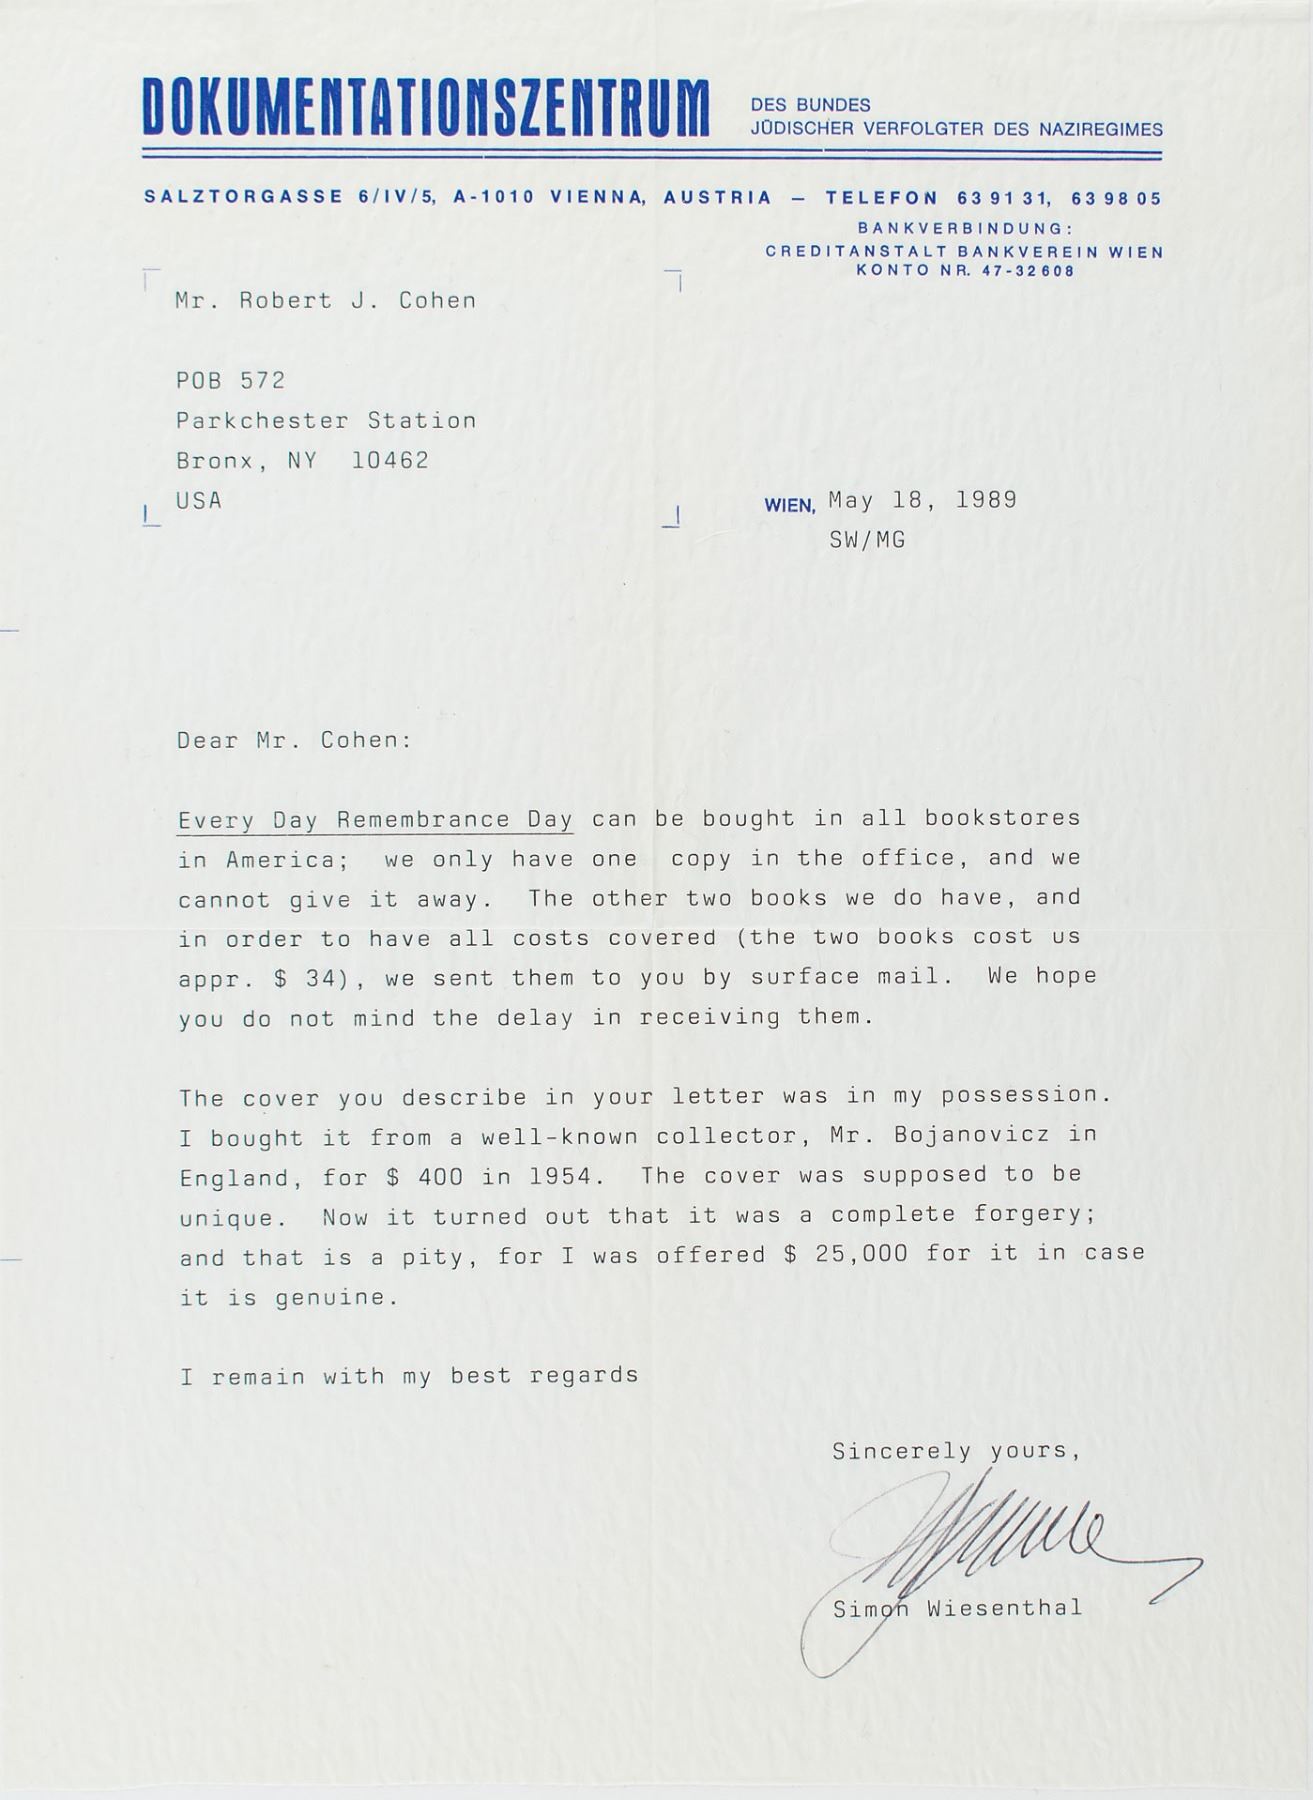 DOKUMENTATIONSZENTRUM
DES BUNDES
JÜDISCHER VERFOLGTER DES NAZIREGIMES
SALZTORGASSE 6/IV/5, A-1010 VIENNA, AUSTRIA — TELEFON 63 91 31, 63 98 05
BANKVERBINDUNG:
CREDITANSTALT BANKVEREIN WIEN
KONTO NR. 47-32 608
Mr. Robert J. Cohen
POB 572
Parkchester Station
Bronx, NY  10462
USA
WIEN, May 18, 1989
SW/MG
Dear Mr. Cohen:
Every Day Remembrance Day can be bought in all bookstores
in America;  we only have one  copy in the office, and we
cannot give it away.  The other two books we do have, and
in order to have all costs covered (the two books cost us
appr. $ 34), we sent them to you by surface mail.  We hope
you do not mind the delay in receiving them.
The cover you describe in your letter was in my possession.
I bought it from a well-known collector, Mr. Bojanovicz in
England, for $ 400 in 1954.  The cover was supposed to be
unique.  Now it turned out that it was a complete forgery;
and that is a pity, for I was offered $ 25,000 for it in case
it is genuine.
I remain with my best regards
Sincerely yours,
Simon Wiesenthal